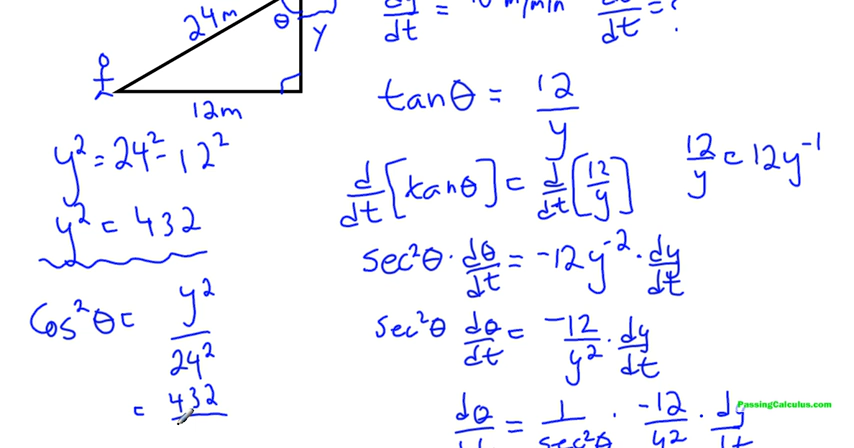 24m
θ
y
12m
dy/dt = 10 m/min
/dt = ?
tanθ = 12/y
y² = 24² - 12²
12/y = 12y⁻¹
d/dt [tanθ] = d/dt [12/y]
y² = 432
sec²θ · dθ/dt = -12y⁻² · dy/dt
cos²θ = y²/24²
sec²θ dθ/dt = -12/y² · dy/dt
= 432
dθ/dt = 1/sec²θ · -12/y² · dy/dt
PassingCalculus.com